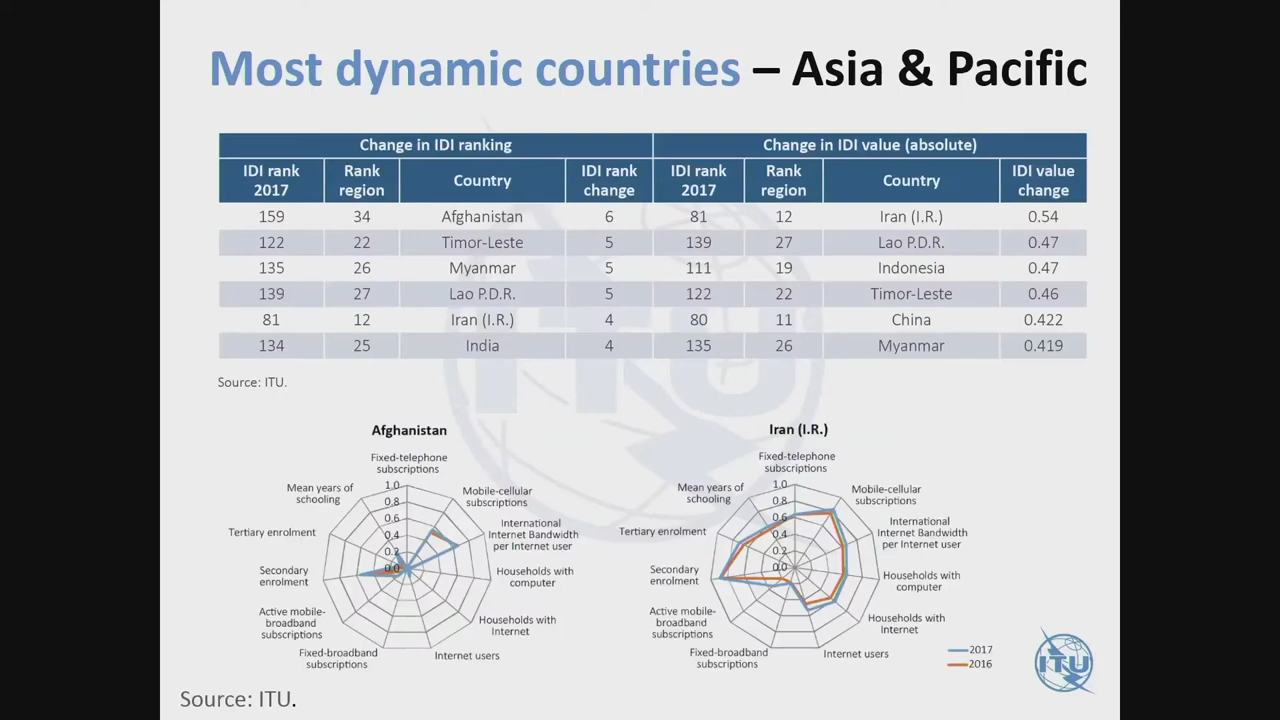 Most dynamic countries – Asia & Pacific
Change in IDI ranking Change in IDI value (absolute)
IDI rank 2017 Rank region Country IDI rank change IDI rank 2017 Rank region Country IDI value change
159 34 Afghanistan 6 81 12 Iran (I.R.) 0.54
122 22 Timor-Leste 5 139 27 Lao P.D.R. 0.47
135 26 Myanmar 5 111 19 Indonesia 0.47
139 27 Lao P.D.R. 5 122 22 Timor-Leste 0.46
81 12 Iran (I.R.) 4 80 11 China 0.422
134 25 India 4 135 26 Myanmar 0.419
Source: ITU.
ITU
Afghanistan
Fixed-telephone
subscriptions
Mobile-cellular
subscriptions
International
Internet Bandwidth
per Internet user
Households with
computer
Households with
Internet
Internet users
Fixed-broadband
subscriptions
Active mobile-
broadband
subscriptions
Secondary
enrolment
Tertiary enrolment
Mean years of
schooling
1.0
0.8
0.6
0.4
0.2
0.0
Iran (I.R.)
Fixed-telephone
subscriptions
Mobile-cellular
subscriptions
International
Internet Bandwidth
per Internet user
Households with
computer
Households with
Internet
Internet users
Fixed-broadband
subscriptions
Active mobile-
broadband
subscriptions
Secondary
enrolment
Tertiary enrolment
Mean years of
schooling
1.0
0.8
0.6
0.4
0.2
0.0
2017
2016
ITU
Source: ITU.